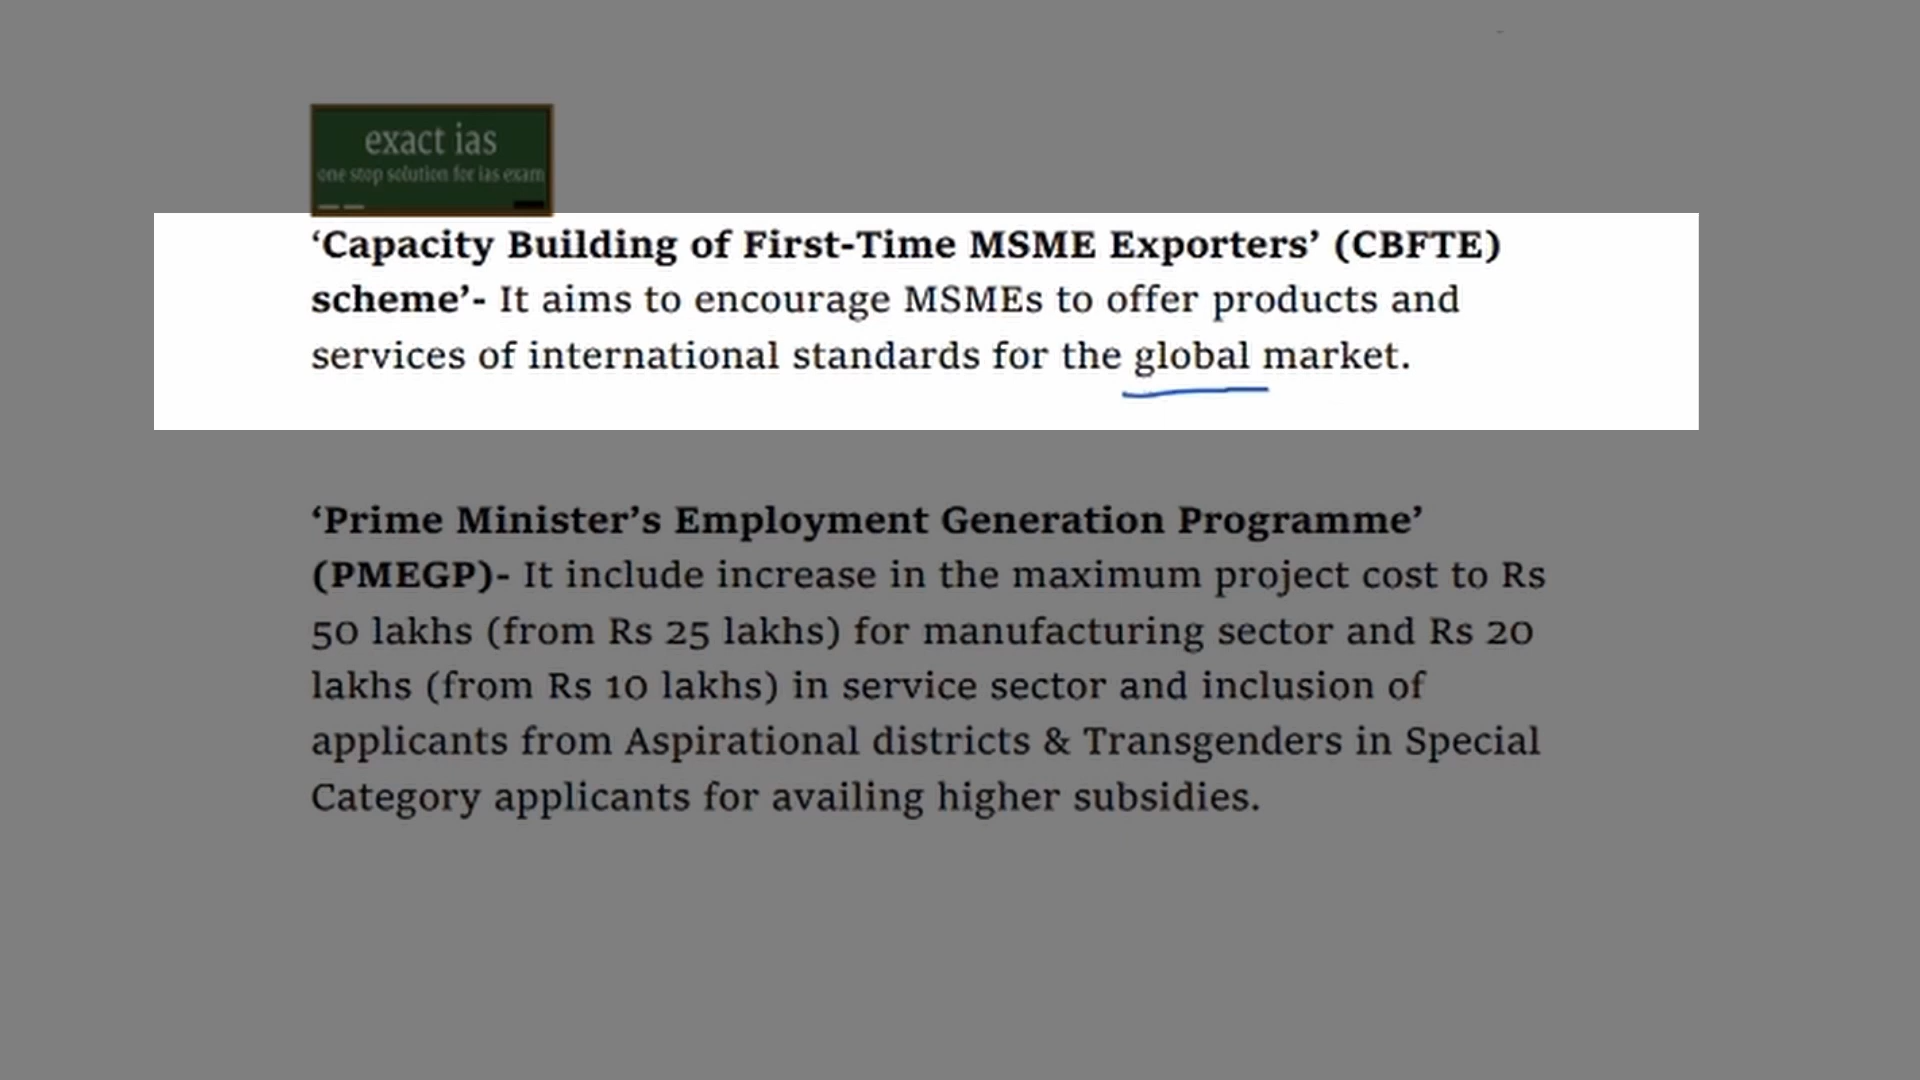 exact ias
one stop solution for ias exam
‘Capacity Building of First-Time MSME Exporters’ (CBFTE)
scheme’- It aims to encourage MSMEs to offer products and
services of international standards for the global market.
‘Prime Minister’s Employment Generation Programme’
(PMEGP)- It include increase in the maximum project cost to Rs
50 lakhs (from Rs 25 lakhs) for manufacturing sector and Rs 20
lakhs (from Rs 10 lakhs) in service sector and inclusion of
applicants from Aspirational districts & Transgenders in Special
Category applicants for availing higher subsidies.